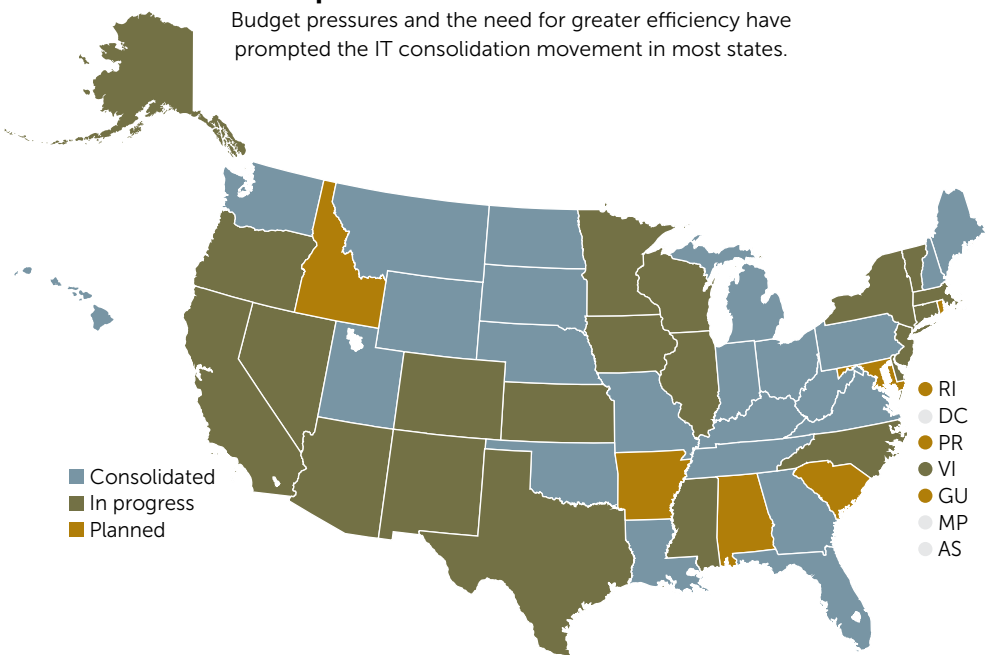 Budget pressures and the need for greater efficiency have
prompted the IT consolidation movement in most states.
RI
DC
PR
VI
GU
MP
AS
Consolidated
In progress
Planned